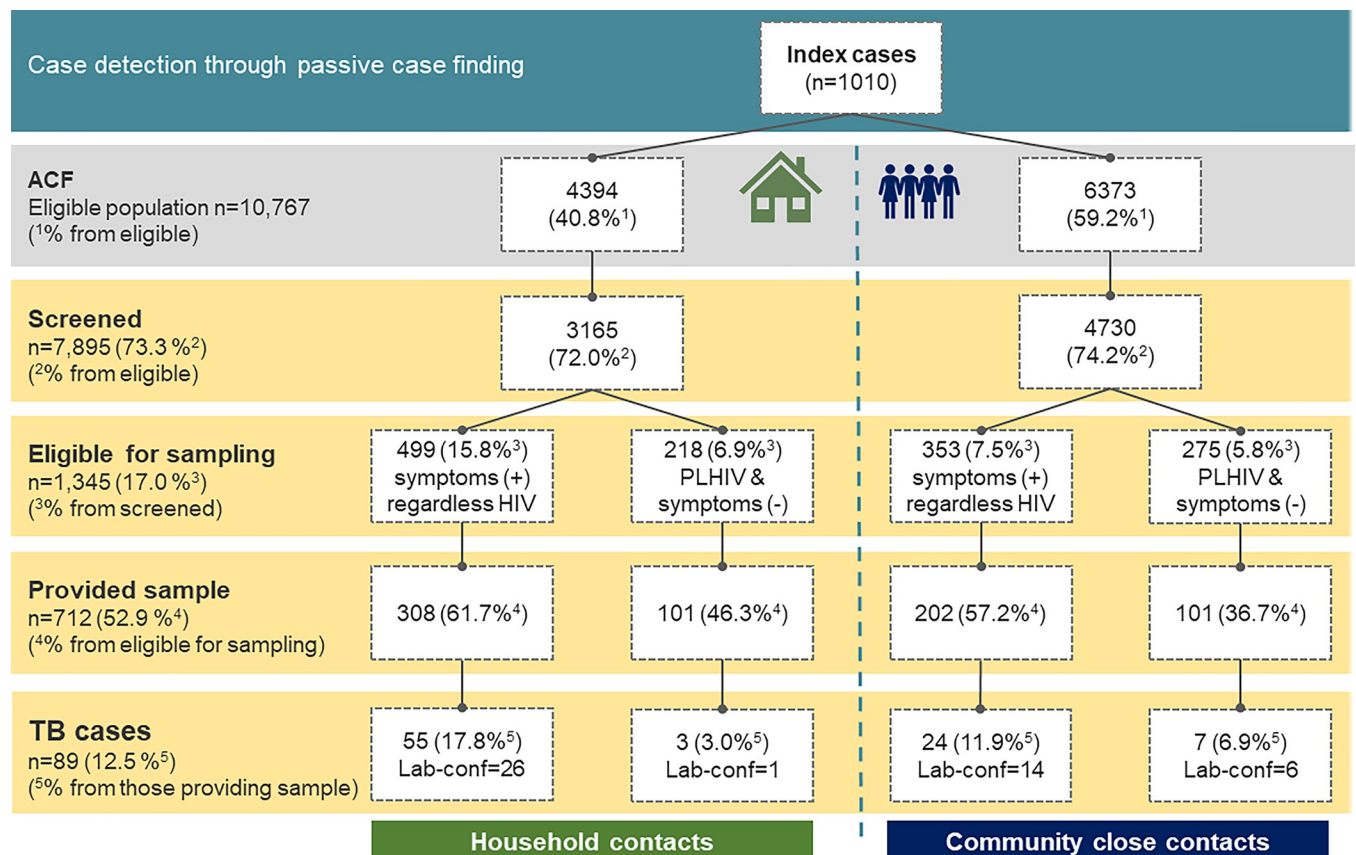 Case detection through passive case finding
Index cases
(n=1010)
ACF
Eligible population n=10,767
(¹% from eligible)
4394
(40.8%¹)
6373
(59.2%¹)
Screened
n=7,895 (73.3 %²)
(²% from eligible)
3165
(72.0%²)
4730
(74.2%²)
Eligible for sampling
n=1,345 (17.0 %³)
(³% from screened)
499 (15.8%³)
symptoms (+)
regardless HIV
218 (6.9%³)
PLHIV &
symptoms (-)
353 (7.5%³)
symptoms (+)
regardless HIV
275 (5.8%³)
PLHIV &
symptoms (-)
Provided sample
n=712 (52.9 %⁴)
(⁴% from eligible for sampling)
308 (61.7%⁴)
101 (46.3%⁴)
202 (57.2%⁴)
101 (36.7%⁴)
TB cases
n=89 (12.5 %⁵)
(⁵% from those providing sample)
55 (17.8%⁵)
Lab-conf=26
3 (3.0%⁵)
Lab-conf=1
24 (11.9%⁵)
Lab-conf=14
7 (6.9%⁵)
Lab-conf=6
Household contacts
Community close contacts